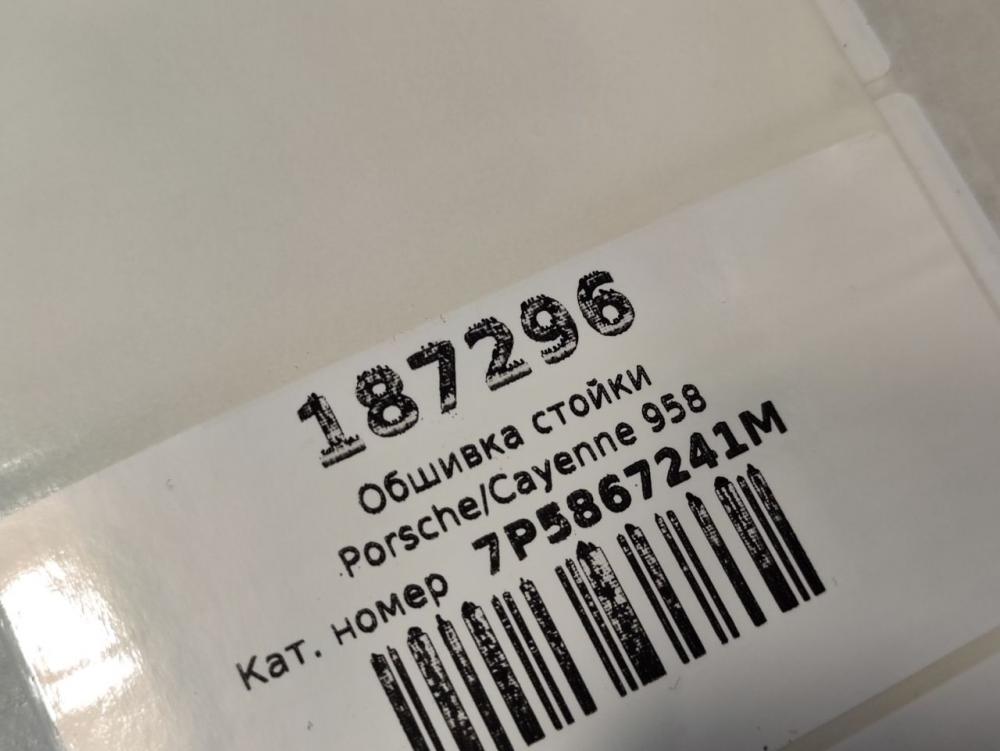 187296
Обшивка стойки
Porsche/Cayenne 958
Кат. номер 7P5867241M